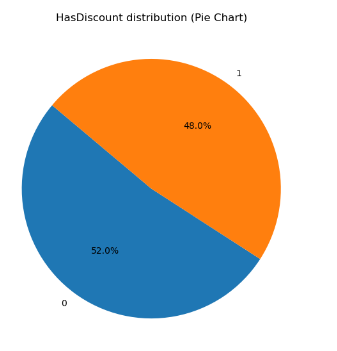 HasDiscount distribution (Pie Chart)
1
48.0%
52.0%
0